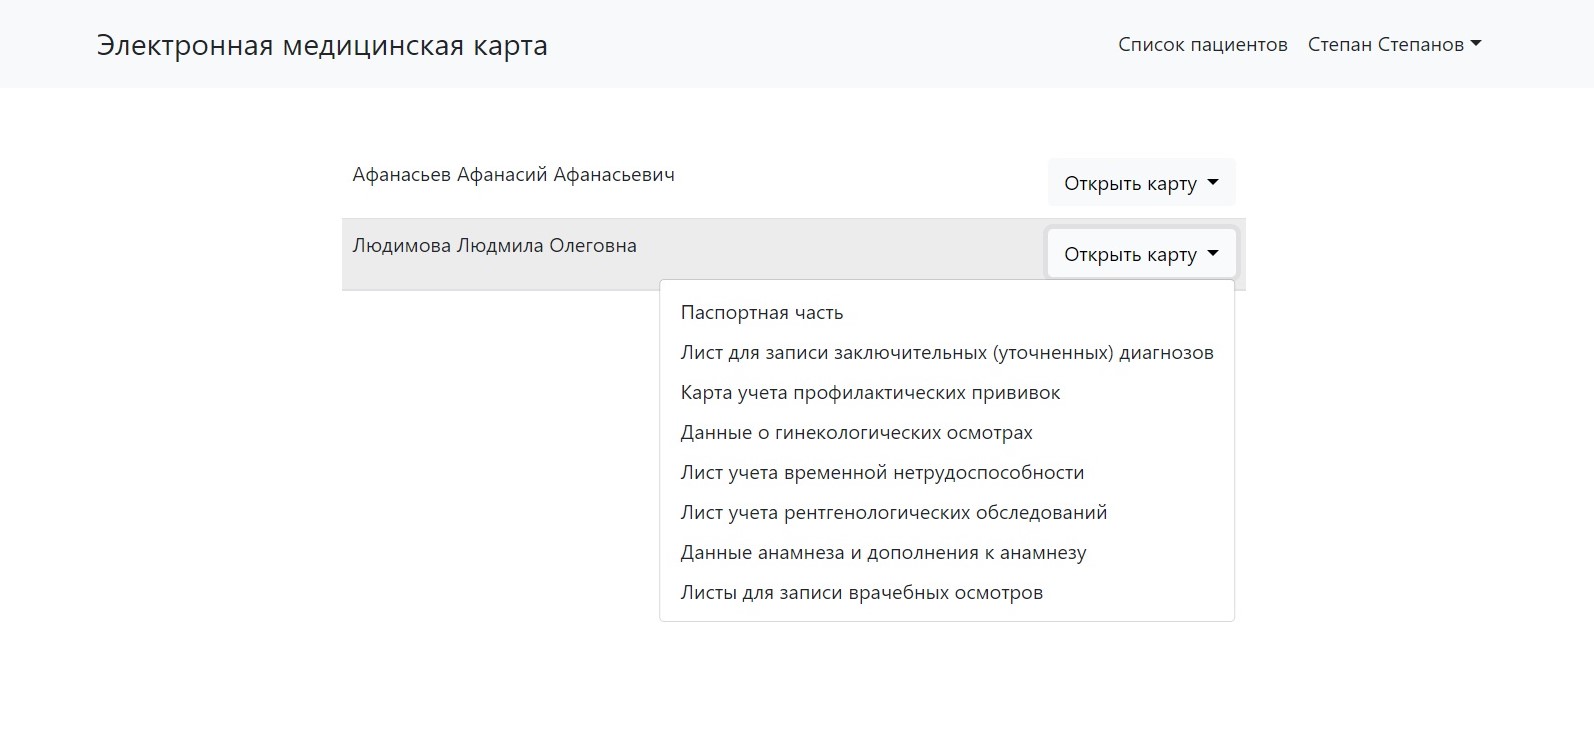 Электронная медицинская карта
Список пациентов
Степан Степанов
Афанасьев Афанасий Афанасьевич
Открыть карту
Людимова Людмила Олеговна
Открыть карту
Паспортная часть
Лист для записи заключительных (уточненных) диагнозов
Карта учета профилактических прививок
Данные о гинекологических осмотрах
Лист учета временной нетрудоспособности
Лист учета рентгенологических обследований
Данные анамнеза и дополнения к анамнезу
Листы для записи врачебных осмотров